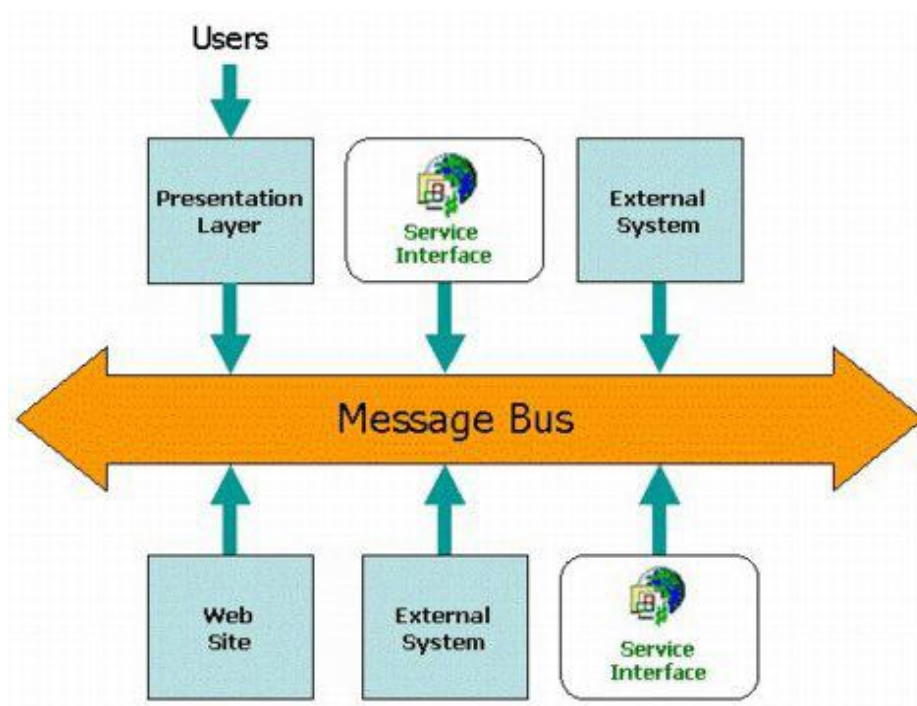 Users
Presentation
Layer
Service
Interface
External
System
Message Bus
Web
Site
External
System
Service
Interface